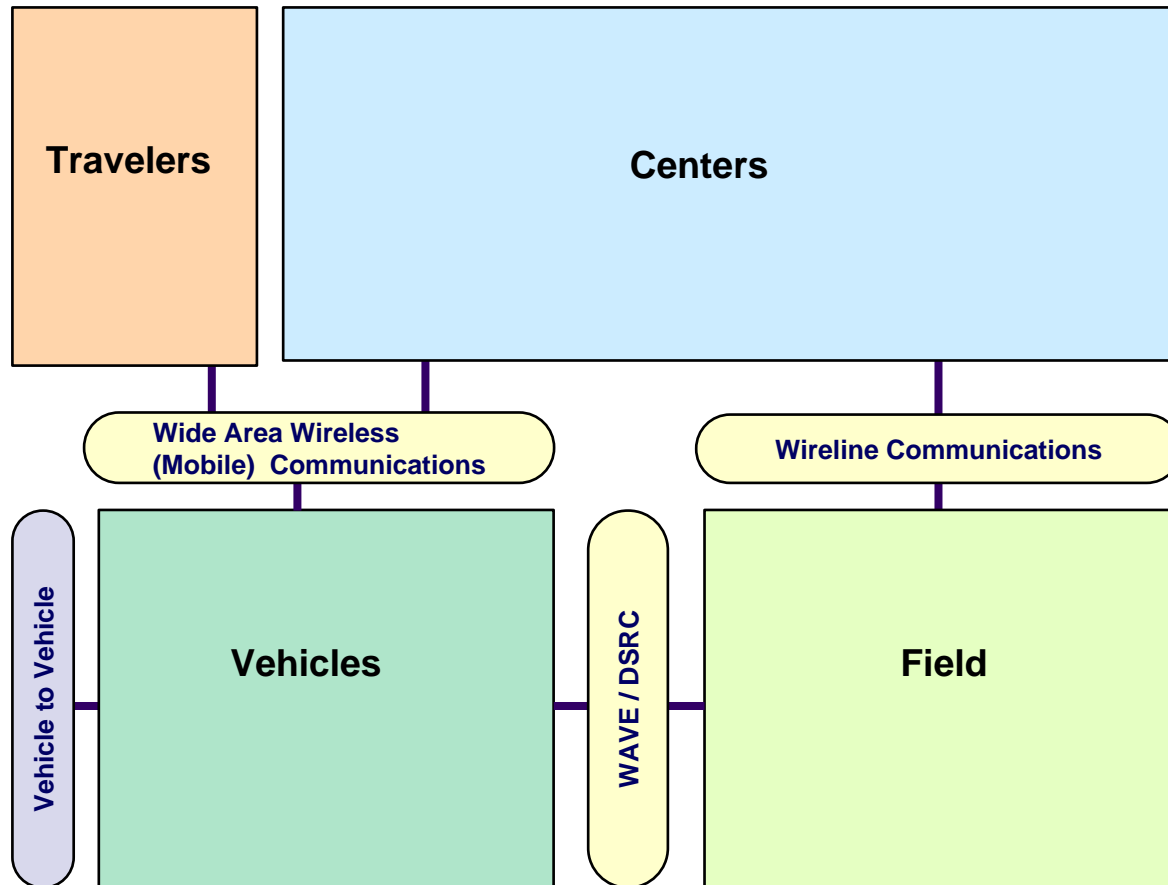 Travelers
Centers
Wide Area Wireless
(Mobile)  Communications
Wireline Communications
Vehicle to Vehicle
Vehicles
WAVE / DSRC
Field